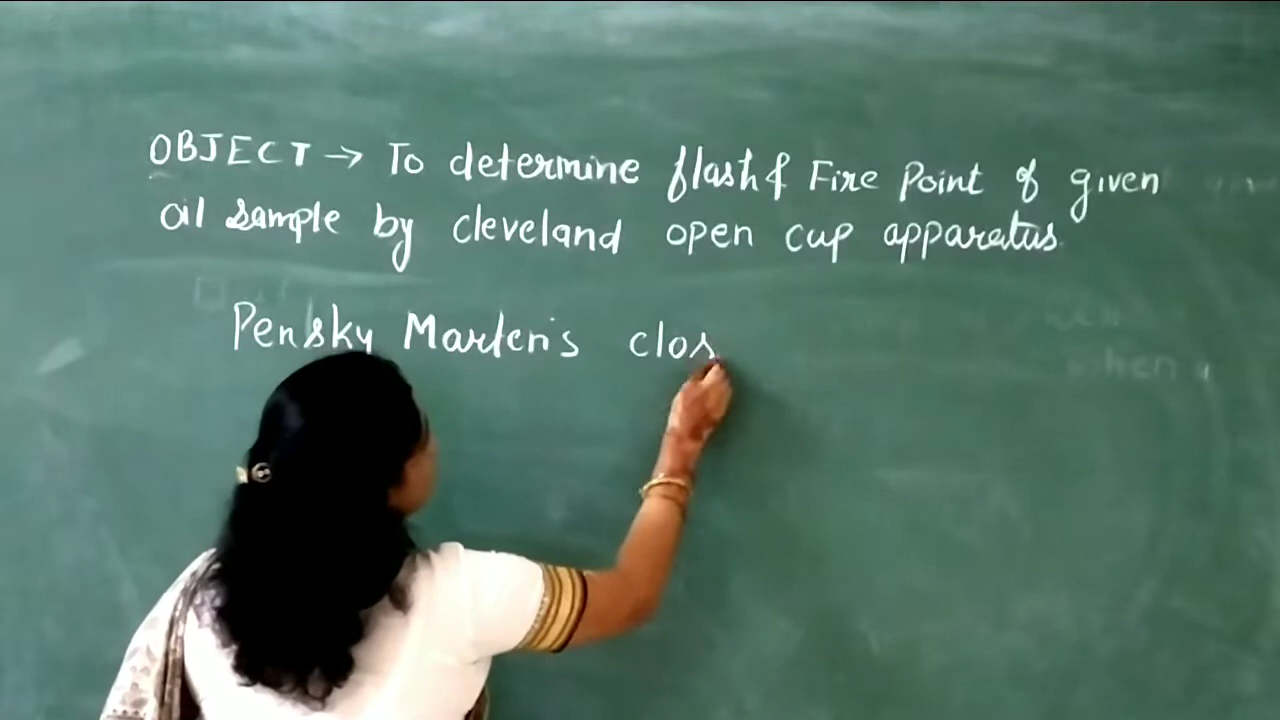 OBJECT → To determine flash & Fire Point of given
oil sample by cleveland open cup apparatus
Pensky Marten's clos